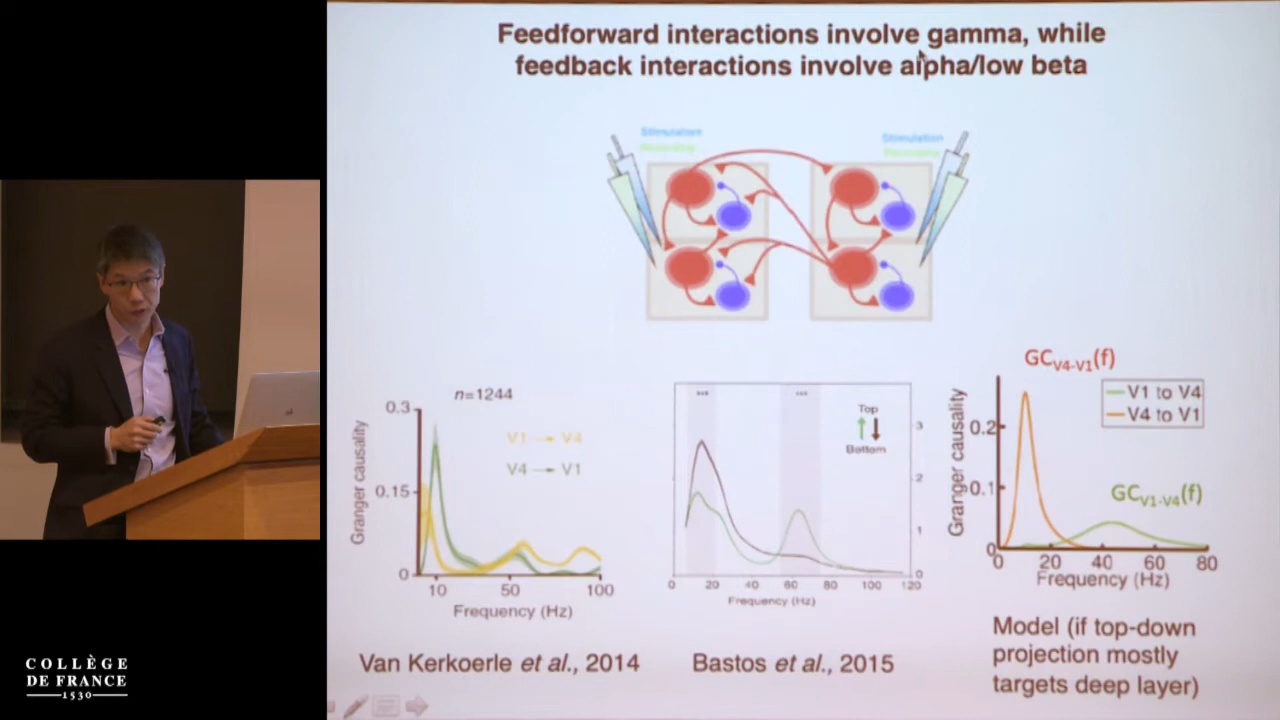 Feedforward interactions involve gamma, while
feedback interactions involve alpha/low beta
Stimulation
Stimulation
Recording
Recording
0.3
n=1244
V1 → V4
V4 → V1
0.15
0
10
50
100
Granger causality
Frequency (Hz)
Van Kerkoerle et al., 2014
***
***
Top
Bottom
3
2
1
0
0
20
40
60
80
100
120
Frequency (Hz)
Bastos et al., 2015
GCV4-V1(f)
V1 to V4
V4 to V1
0.2
0.1
0
GCV1-V4(f)
Granger causality
0
20
40
60
80
Frequency (Hz)
Model (if top-down
projection mostly
targets deep layer)
COLLÈGE
DE FRANCE
1530